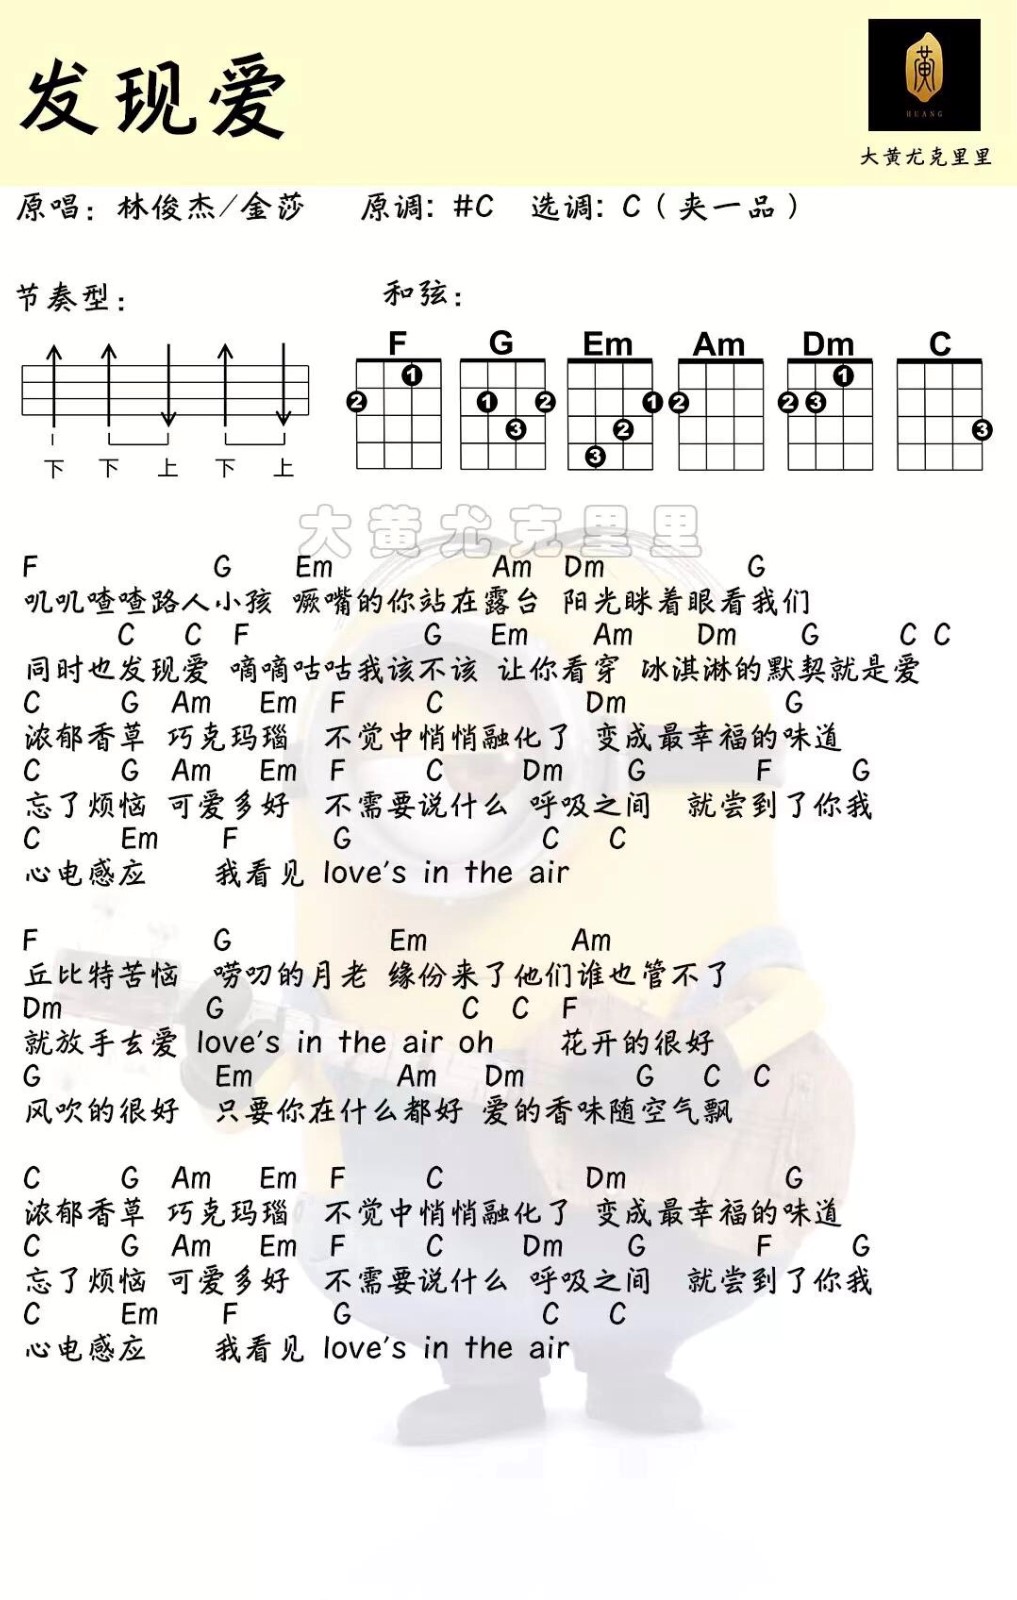 发现爱
黄
HUANG
大黄尤克里里
原唱：林俊杰/金莎 原调：#C 选调：C（夹一品）
节奏型： 和弦：
F G Em Am Dm C
1 1 1 1
2 1 2 1 2 2 3
3 2 3
3
下 下 上 下 上
大黄尤克里里
F G Em Am Dm G
叽叽喳喳路人小孩 噘嘴的你站在露台 阳光眯着眼看我们
C C F G Em Am Dm G C C
同时也发现爱 嘀嘀咕咕我该不该 让你看穿 冰淇淋的默契就是爱
C G Am Em F C Dm G
浓郁香草 巧克玛瑙 不觉中悄悄融化了 变成最幸福的味道
C G Am Em F C Dm G F G
忘了烦恼 可爱多好 不需要说什么 呼吸之间 就尝到了你我
C Em F G C C
心电感应 我看见 love's in the air
F G Em Am
丘比特苦恼 唠叨的月老 缘份来了他们谁也管不了
Dm G C C F
就放手去爱 love's in the air oh 花开的很好
G Em Am Dm G C C
风吹的很好 只要你在什么都好 爱的香味随空气飘
C G Am Em F C Dm G
浓郁香草 巧克玛瑙 不觉中悄悄融化了 变成最幸福的味道
C G Am Em F C Dm G F G
忘了烦恼 可爱多好 不需要说什么 呼吸之间 就尝到了你我
C Em F G C C
心电感应 我看见 love's in the air